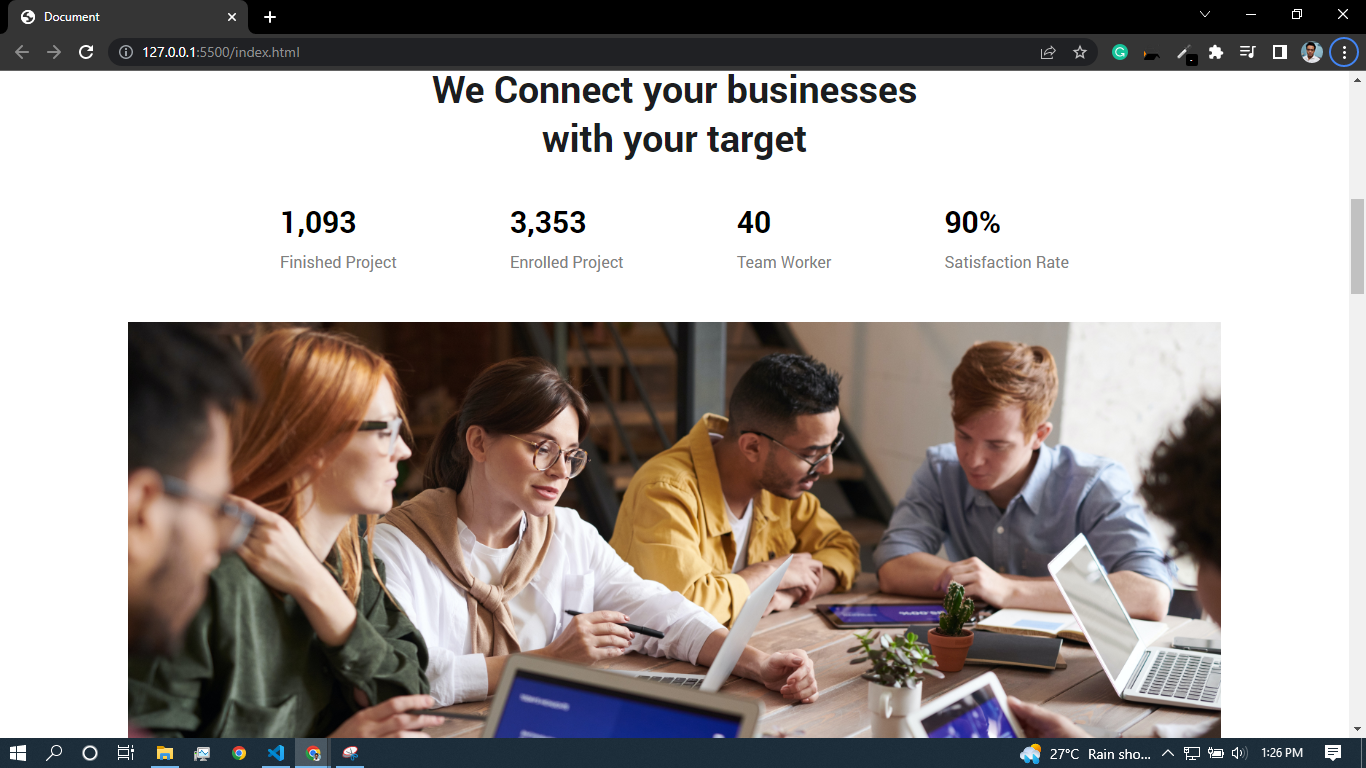 Document
127.0.0.1:5500/index.html
We Connect your businesses
with your target
1,093
Finished Project
3,353
Enrolled Project
40
Team Worker
90%
Satisfaction Rate
27°C Rain sho...
1:26 PM